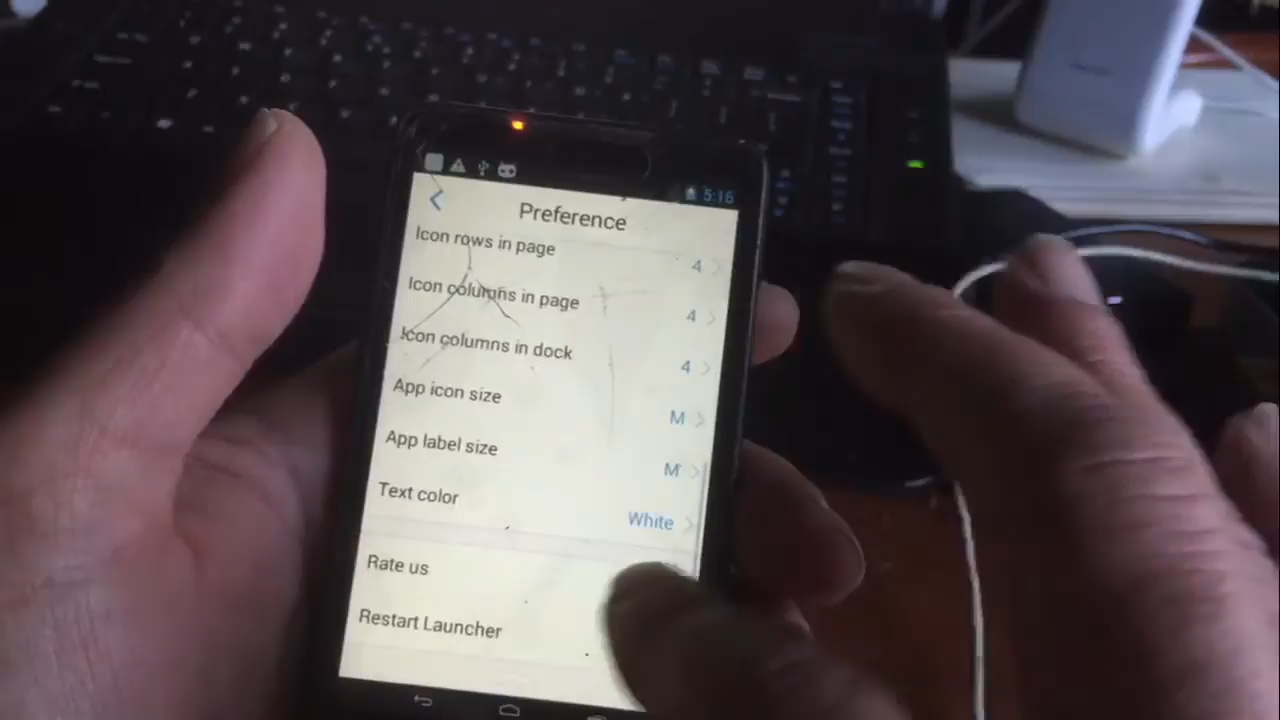 5:16
Preference
Icon rows in page 4
Icon columns in page 4
Icon columns in dock 4
App icon size M
App label size M
Text color White
Rate us
Restart Launcher